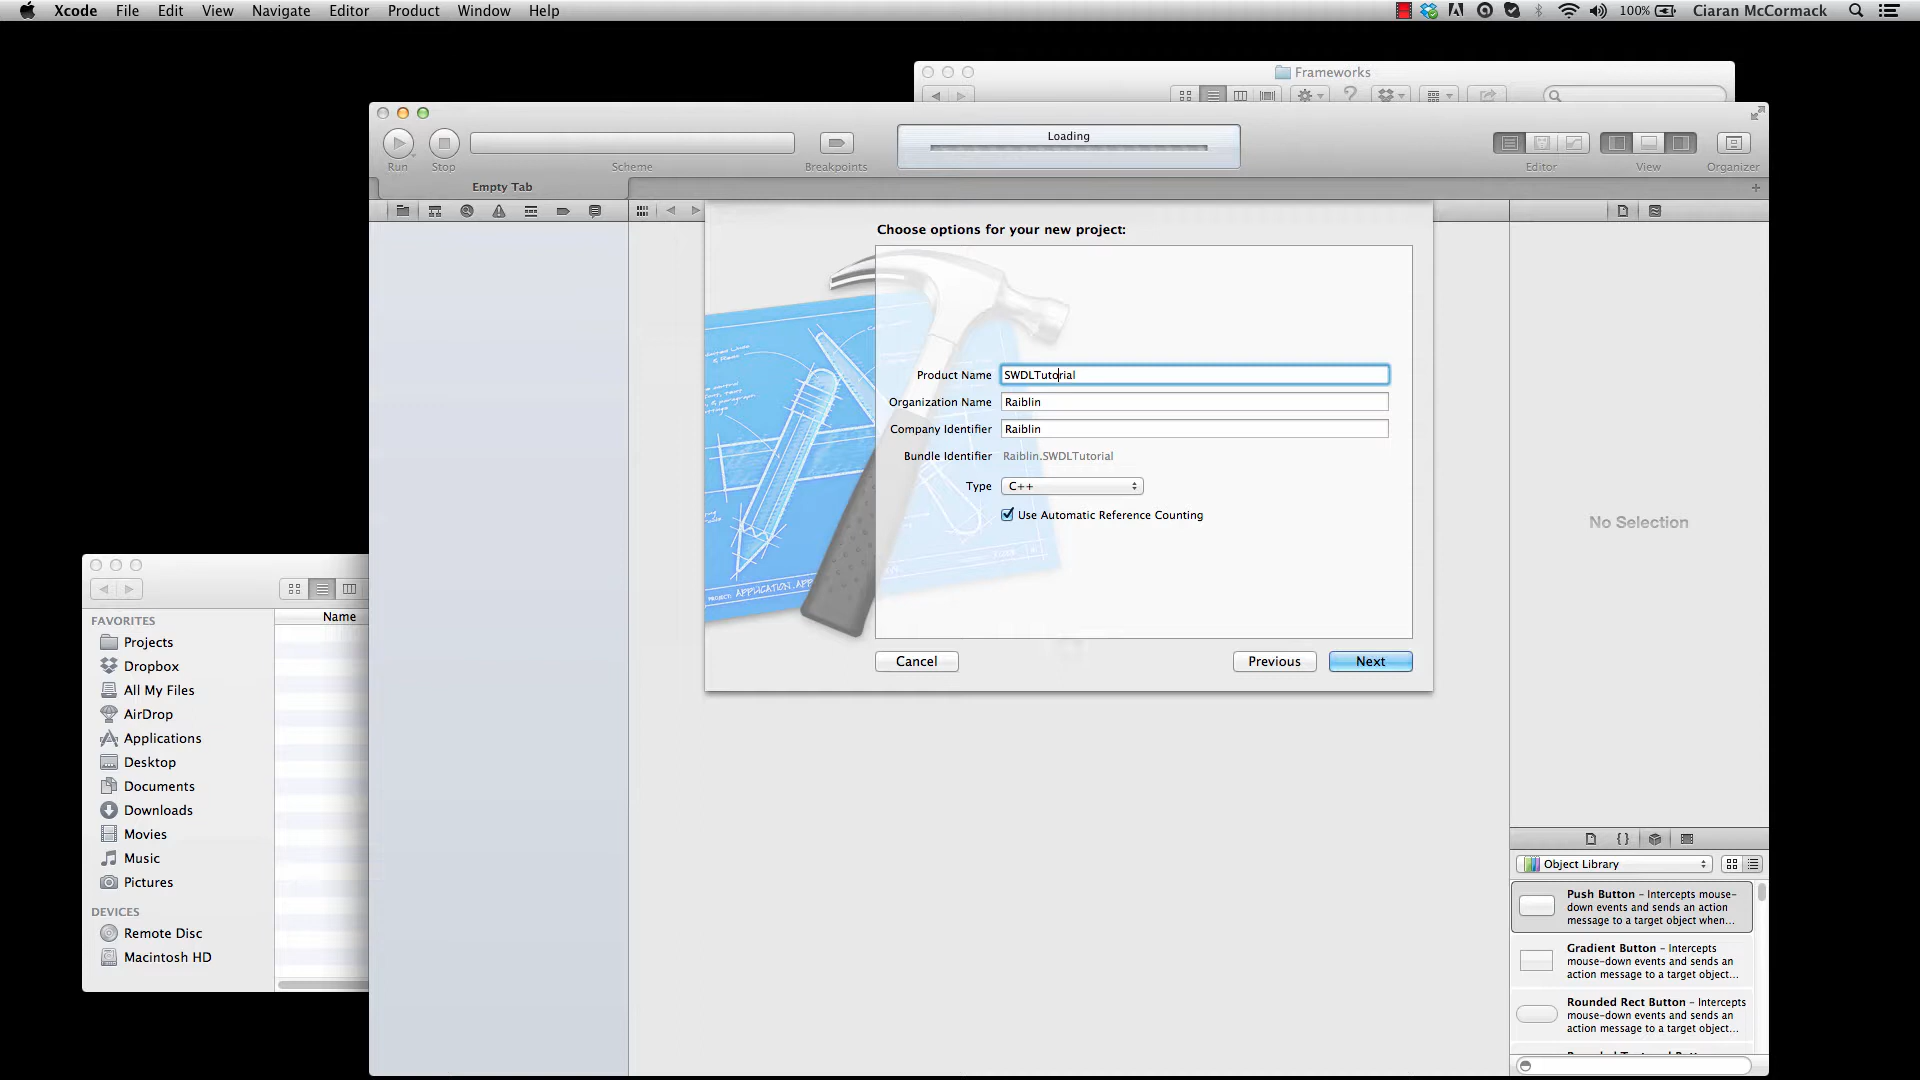 Xcode File Edit View Navigate Editor Product Window Help
100% Ciaran McCormack
Frameworks
Loading
Run Stop Scheme Breakpoints Editor View Organizer
Empty Tab
Choose options for your new project:
Product Name SWDLTutorial
Organization Name Raiblin
Company Identifier Raiblin
Bundle Identifier Raiblin.SWDLTutorial
Type C++
Use Automatic Reference Counting
Cancel Previous Next
No Selection
Name
FAVORITES
Projects
Dropbox
All My Files
AirDrop
Applications
Desktop
Documents
Downloads
Movies
Music
Pictures
DEVICES
Remote Disc
Macintosh HD
{}
Object Library
Push Button - Intercepts mouse-
down events and sends an action
message to a target object when...
Gradient Button - Intercepts
mouse-down events and sends an
action message to a target object...
Rounded Rect Button - Intercepts
mouse-down events and sends an
action message to a target object...